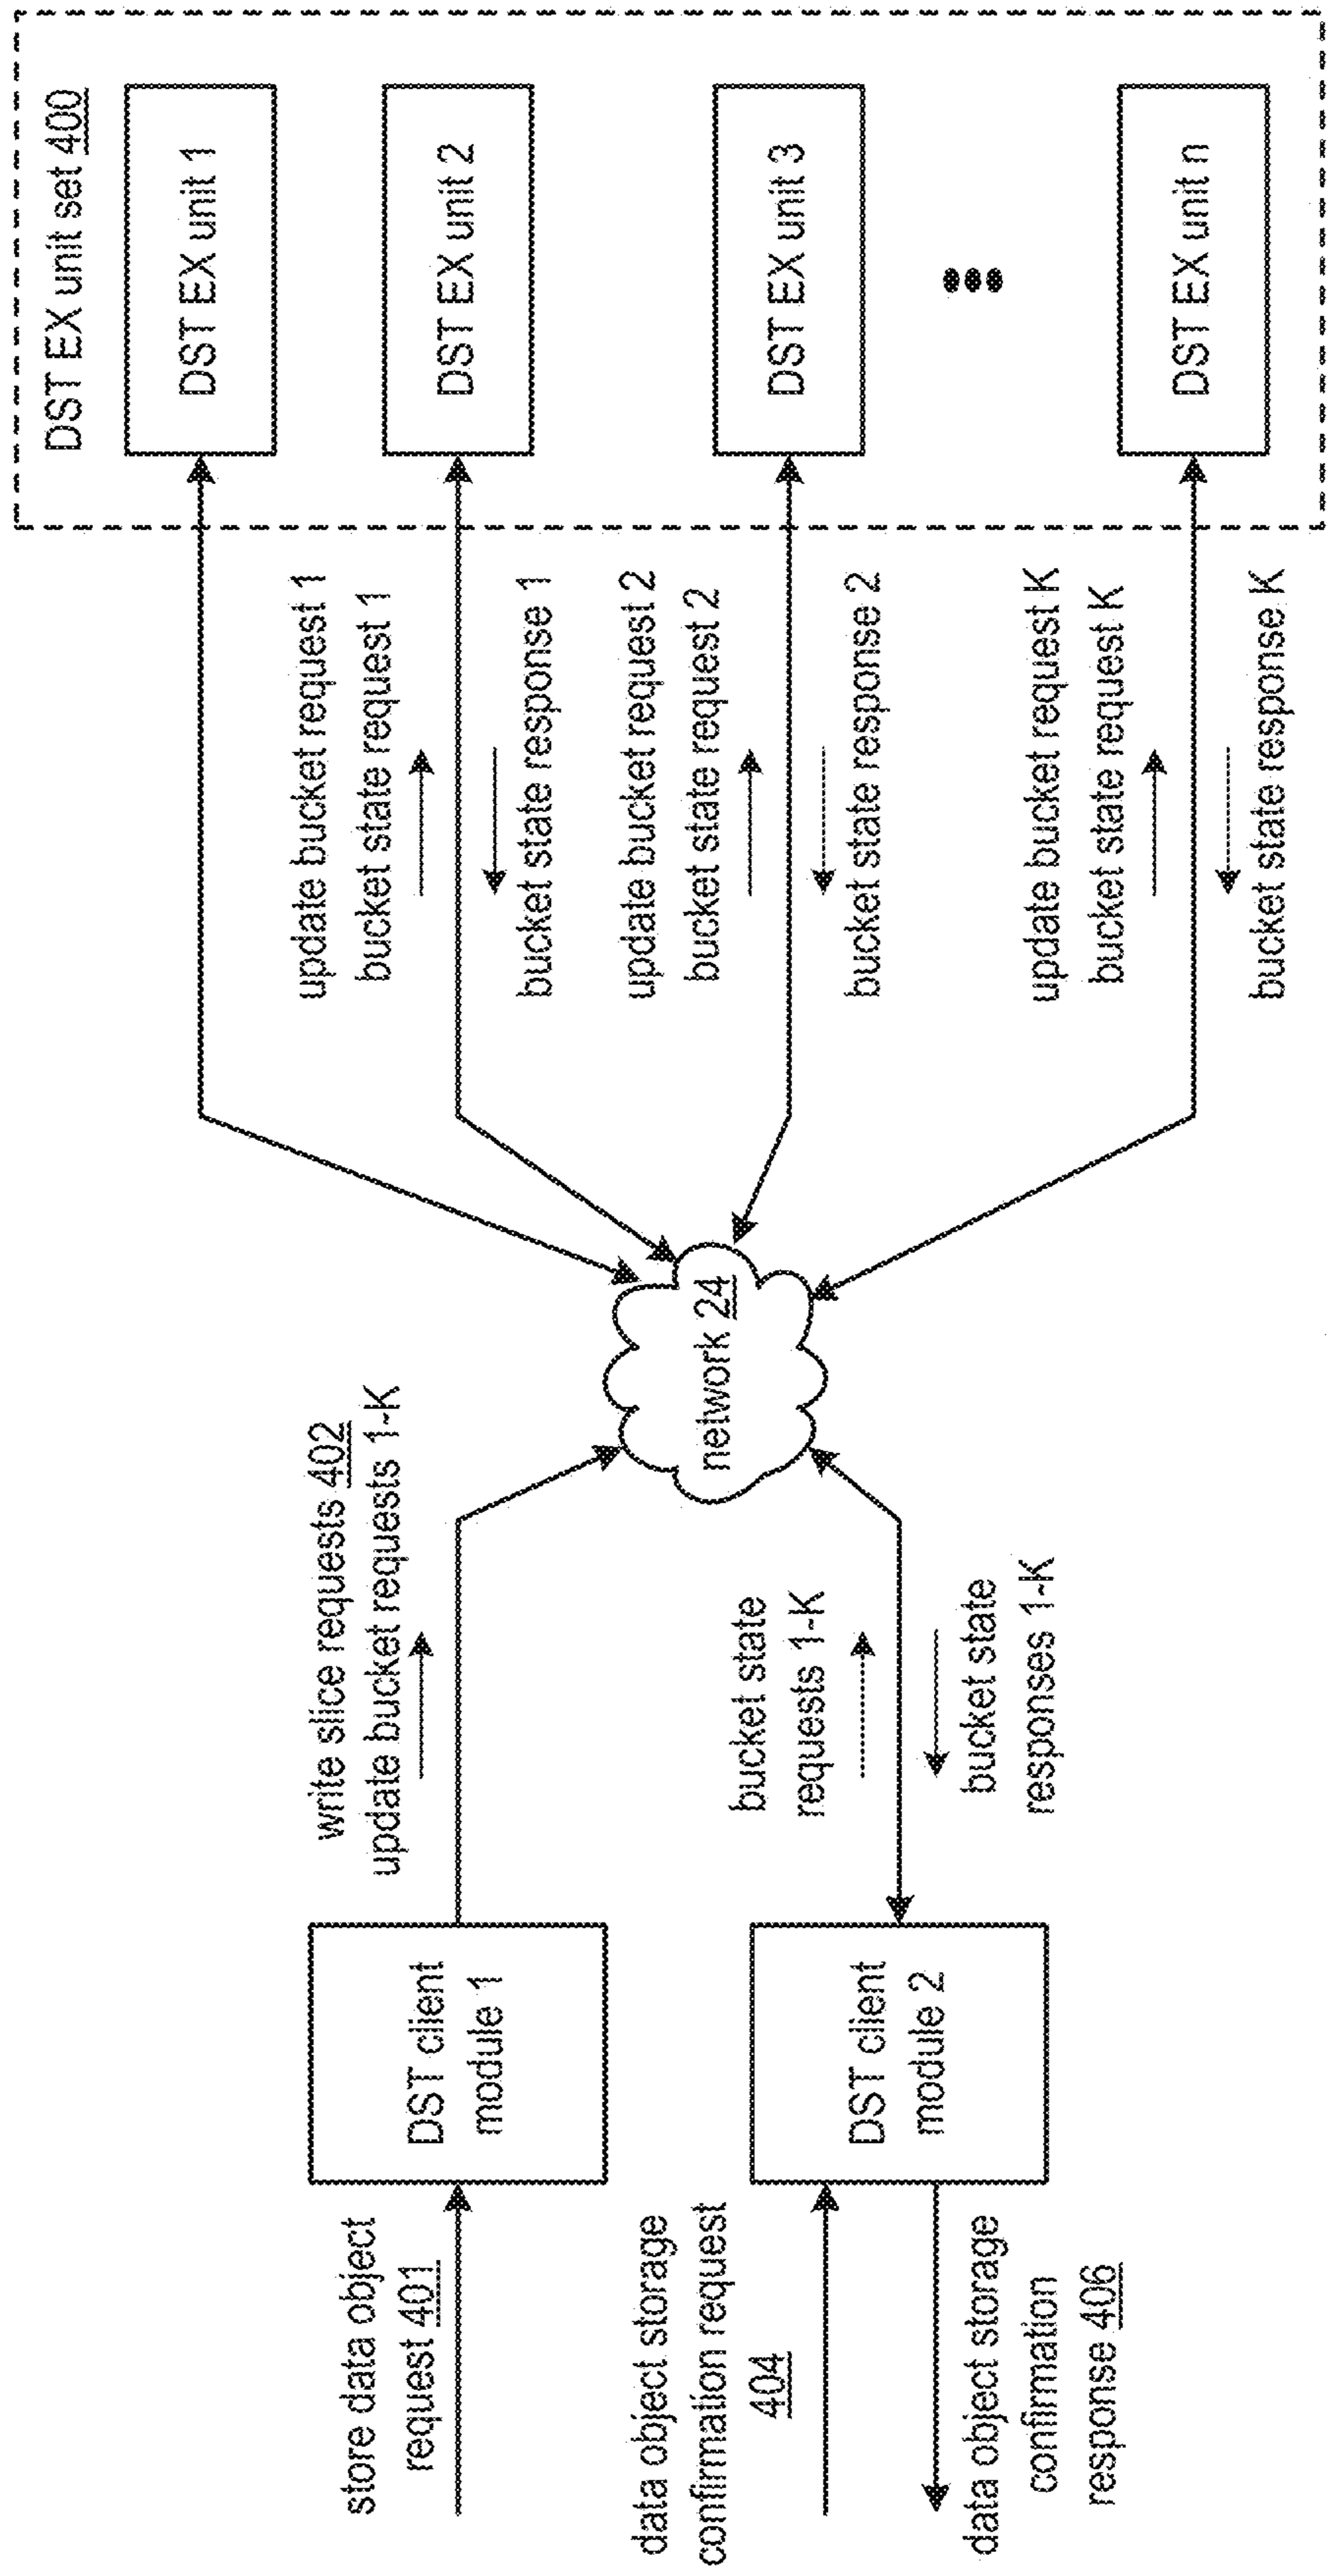 store data object
request 401
data object storage
confirmation request
404
data object storage
confirmation
response 406
DST client
module 1
DST client
module 2
write slice requests 402
update bucket requests 1-K
bucket state
requests 1-K
bucket state
responses 1-K
network 24
update bucket request 1
bucket state request 1
bucket state response 1
update bucket request 2
bucket state request 2
bucket state response 2
update bucket request K
bucket state request K
bucket state response K
DST EX unit set 400
DST EX unit 1
DST EX unit 2
DST EX unit 3
DST EX unit n